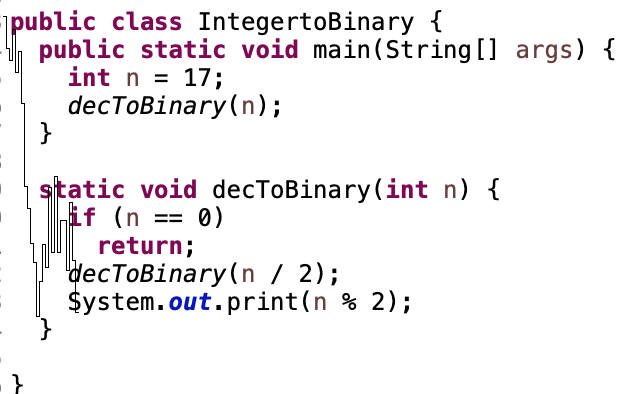 public class IntegertoBinary {
  public static void main(String[] args) {
    int n = 17;
    decToBinary(n);
  }

  static void decToBinary(int n) {
    if (n == 0)
      return;
    decToBinary(n / 2);
    System.out.print(n % 2);
  }

}